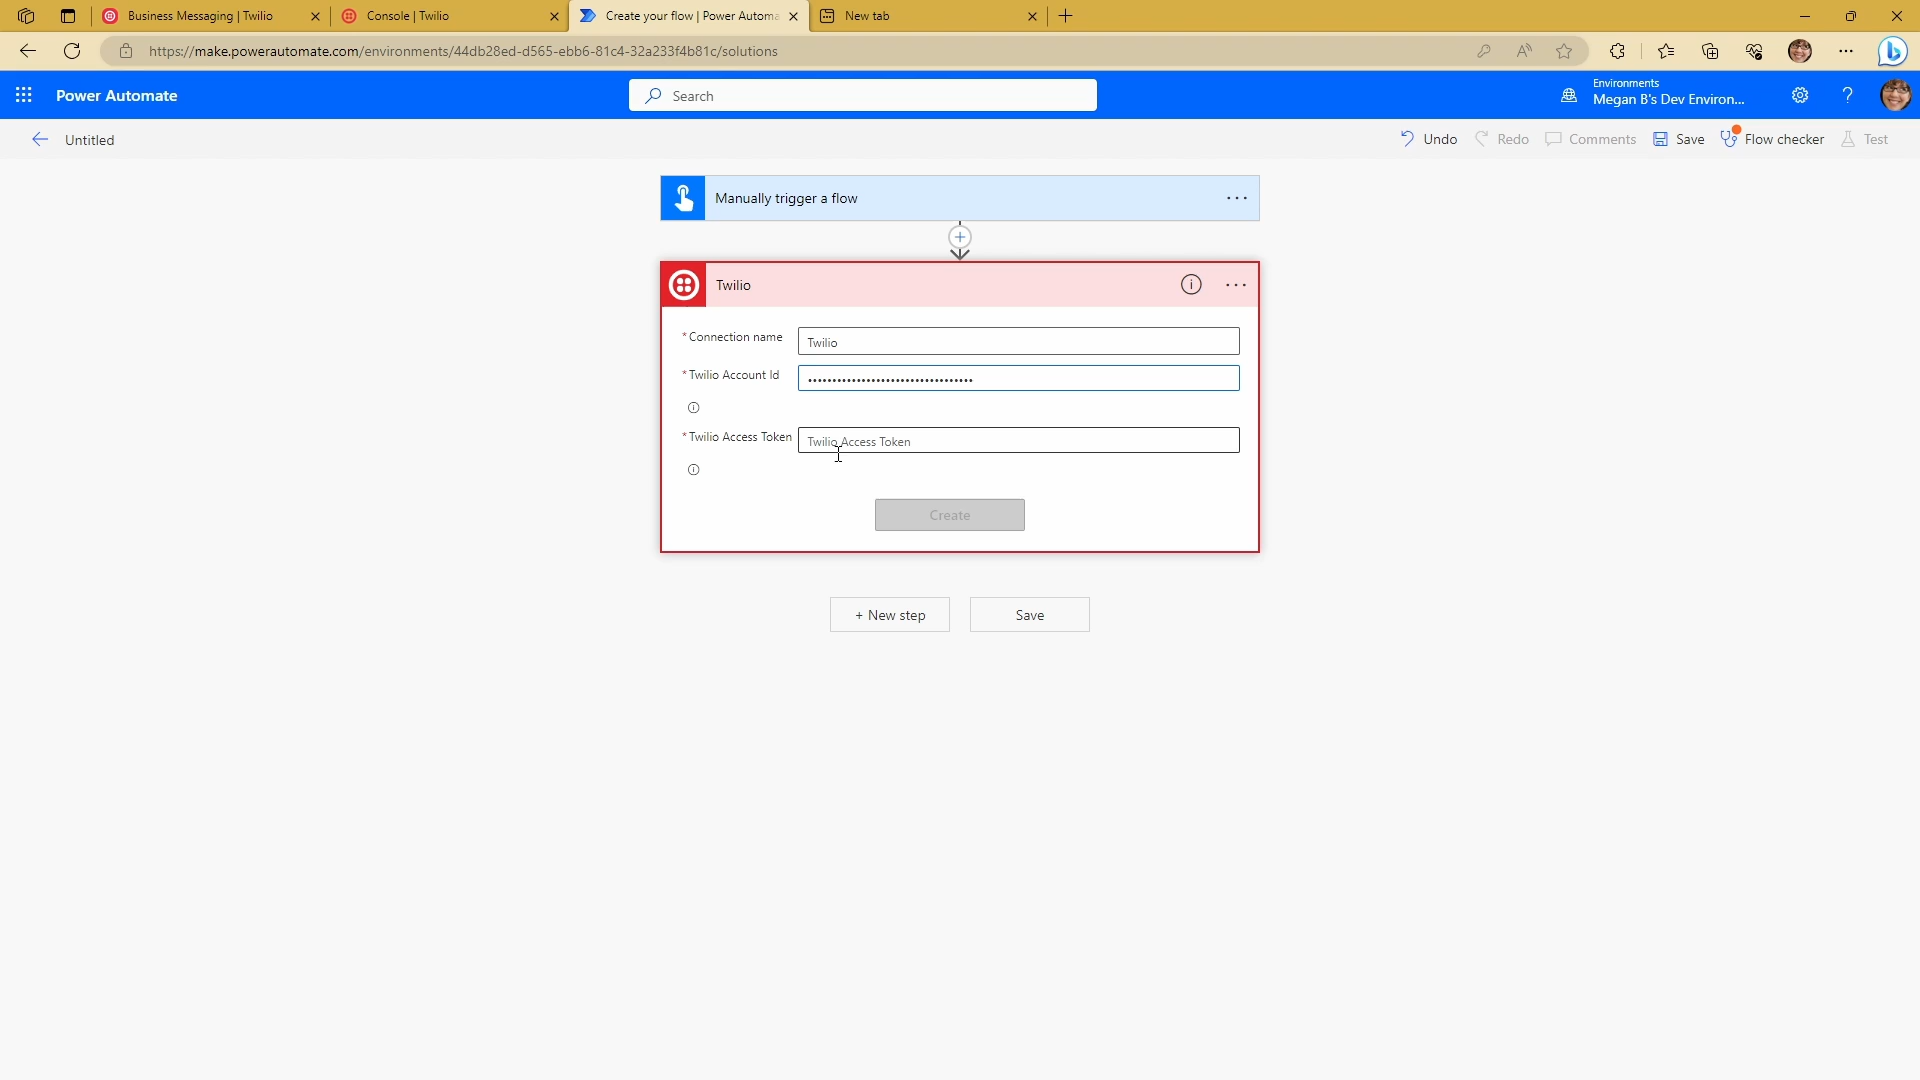 Business Messaging | Twilio
Console | Twilio
Create your flow | Power Automa
New tab
https://make.powerautomate.com/environments/44db28ed-d565-ebb6-81c4-32a233f4b81c/solutions
Power Automate
Search
Environments
Megan B's Dev Environ...
Untitled
Undo
Redo
Comments
Save
Flow checker
Test
Manually trigger a flow
Twilio
* Connection name
Twilio
* Twilio Account Id
* Twilio Access Token
Twilio Access Token
Create
+ New step
Save